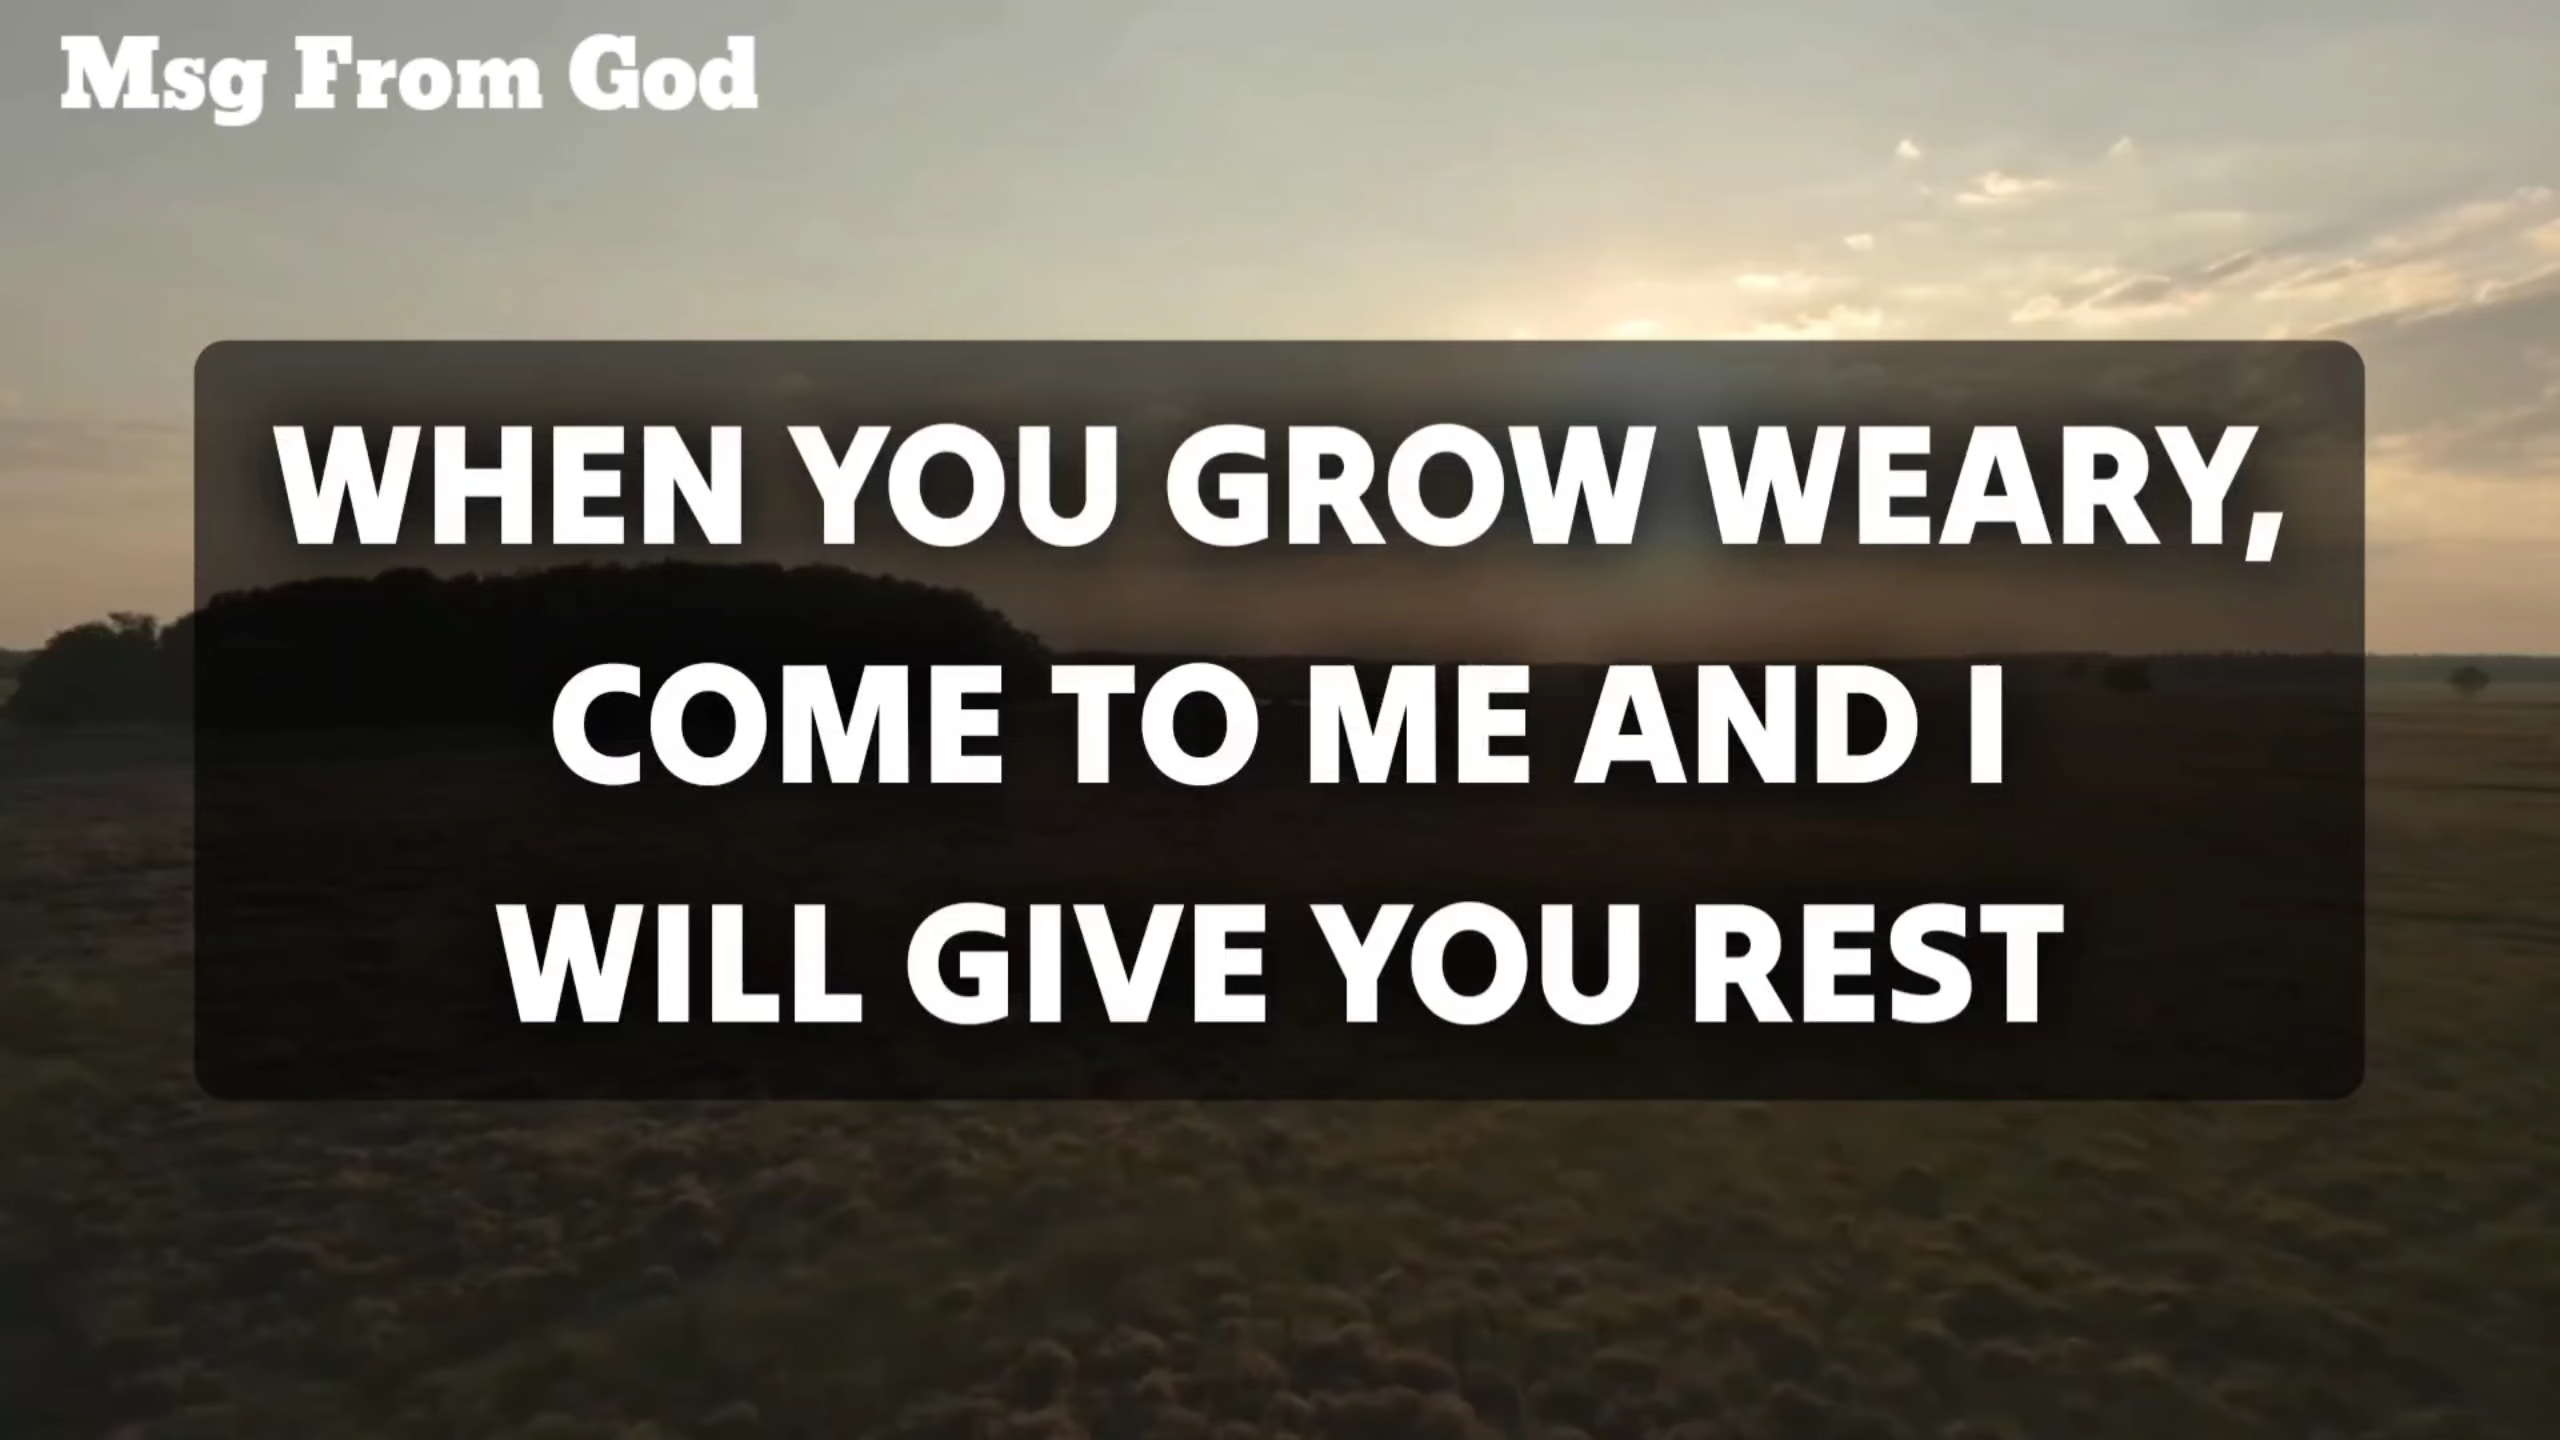 Msg From God
WHEN YOU GROW WEARY,
COME TO ME AND I
WILL GIVE YOU REST